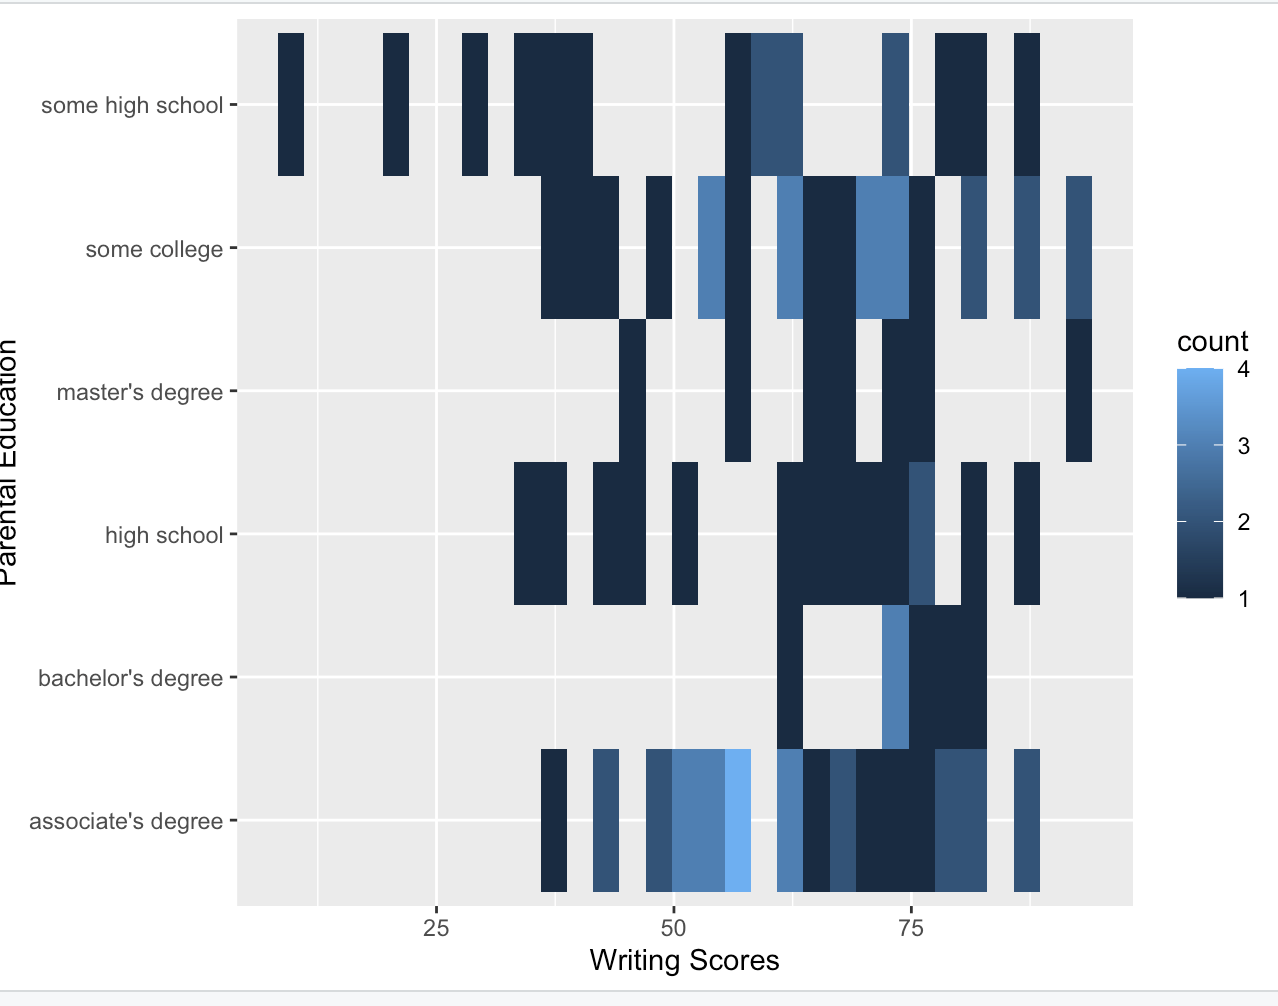 some high school
some college
master's degree
high school
bachelor's degree
associate's degree
Parental Education
25 50 75
Writing Scores
count
4
3
2
1